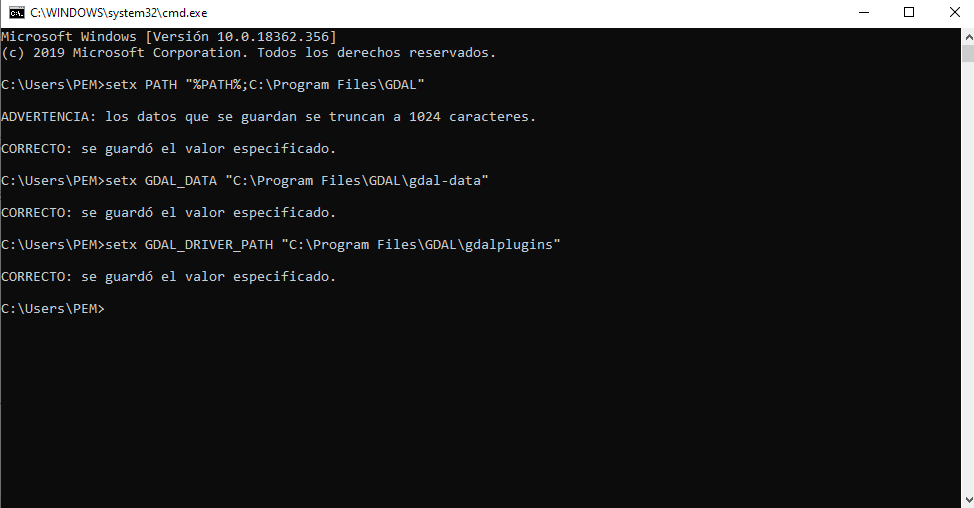 C:\WINDOWS\system32\cmd.exe
Microsoft Windows [Versión 10.0.18362.356]
(c) 2019 Microsoft Corporation. Todos los derechos reservados.
C:\Users\PEM>setx PATH "%PATH%;C:\Program Files\GDAL"
ADVERTENCIA: los datos que se guardan se truncan a 1024 caracteres.
CORRECTO: se guardó el valor especificado.
C:\Users\PEM>setx GDAL_DATA "C:\Program Files\GDAL\gdal-data"
CORRECTO: se guardó el valor especificado.
C:\Users\PEM>setx GDAL_DRIVER_PATH "C:\Program Files\GDAL\gdalplugins"
CORRECTO: se guardó el valor especificado.
C:\Users\PEM>